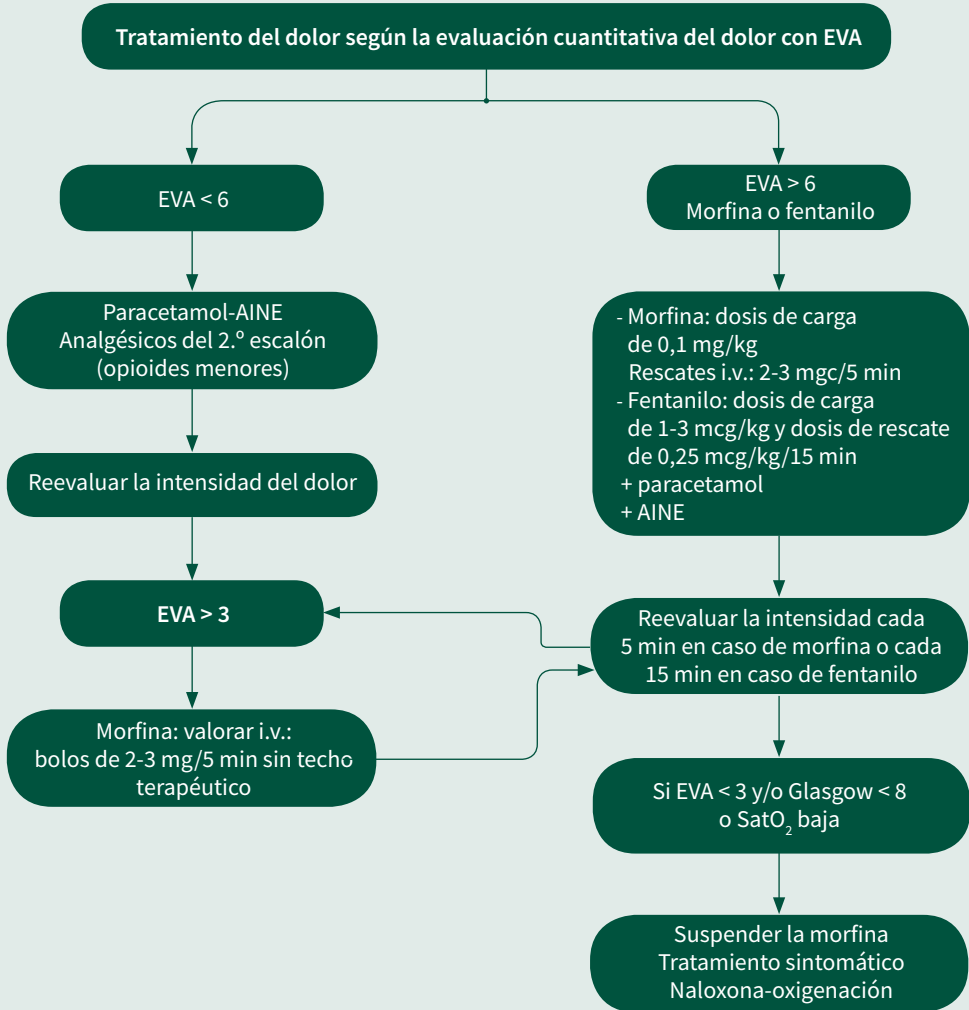 Tratamiento del dolor según la evaluación cuantitativa del dolor con EVA
EVA < 6
Paracetamol-AINE
Analgésicos del 2.º escalón
(opioides menores)
Reevaluar la intensidad del dolor
EVA > 3
Morfina: valorar i.v.:
bolos de 2-3 mg/5 min sin techo
terapéutico
EVA > 6
Morfina o fentanilo
- Morfina: dosis de carga
de 0,1 mg/kg
Rescates i.v.: 2-3 mgc/5 min
- Fentanilo: dosis de carga
de 1-3 mcg/kg y dosis de rescate
de 0,25 mcg/kg/15 min
+ paracetamol
+ AINE
Reevaluar la intensidad cada
5 min en caso de morfina o cada
15 min en caso de fentanilo
Si EVA < 3 y/o Glasgow < 8
o SatO₂ baja
Suspender la morfina
Tratamiento sintomático
Naloxona-oxigenación